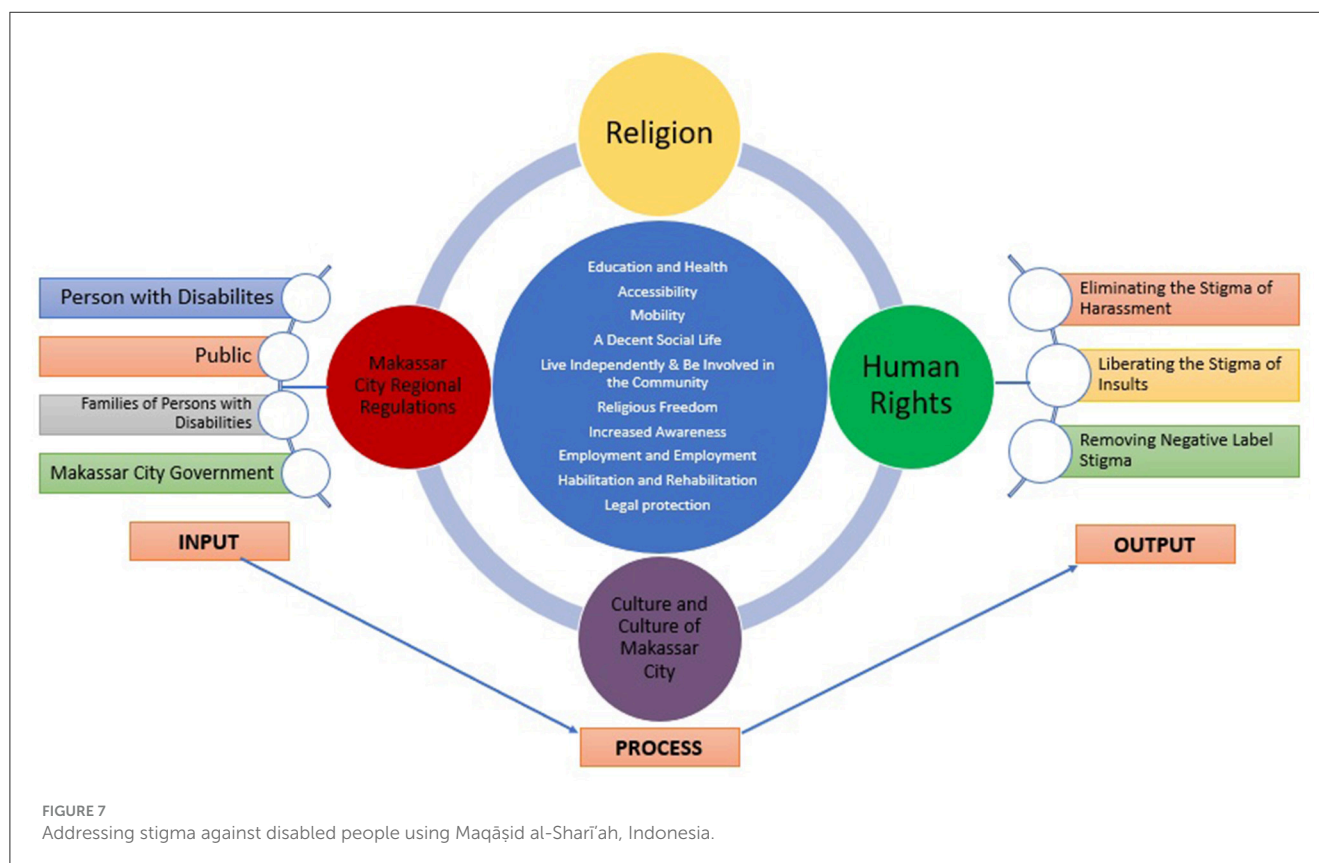 Religion
Education and Health
Accessibility
Mobility
A Decent Social Life
Live Independently & Be Involved in
the Community
Religious Freedom
Increased Awareness
Employment and Employment
Habilitation and Rehabilitation
Legal protection
Person with Disabilites
Public
Families of Persons with
Disabilities
Makassar City Government
INPUT
Makassar
City Regional
Regulations
Human
Rights
Eliminating the Stigma of
Harassment
Liberating the Stigma of
Insults
Removing Negative Label
Stigma
OUTPUT
Culture and
Culture of
Makassar
City
PROCESS
FIGURE 7
Addressing stigma against disabled people using Maqāṣid al-Sharī'ah, Indonesia.